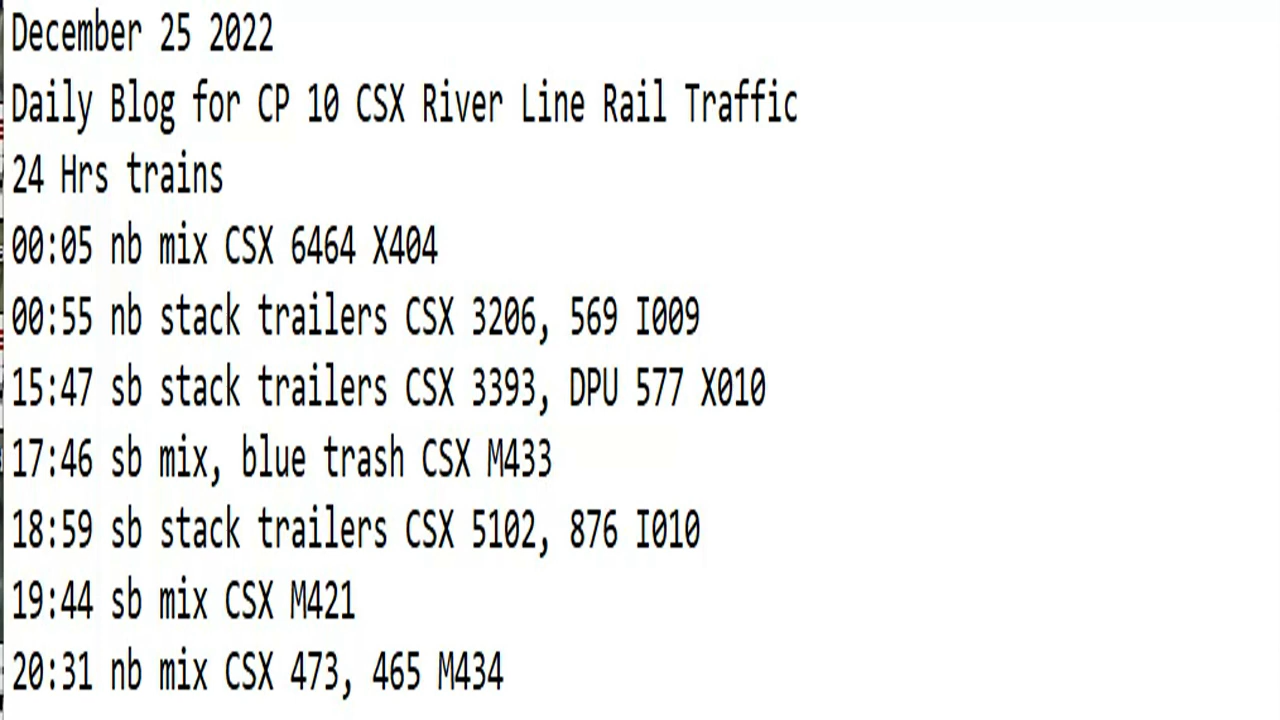 December 25 2022
Daily Blog for CP 10 CSX River Line Rail Traffic
24 Hrs trains
00:05 nb mix CSX 6464 X404
00:55 nb stack trailers CSX 3206, 569 I009
15:47 sb stack trailers CSX 3393, DPU 577 X010
17:46 sb mix, blue trash CSX M433
18:59 sb stack trailers CSX 5102, 876 I010
19:44 sb mix CSX M421
20:31 nb mix CSX 473, 465 M434